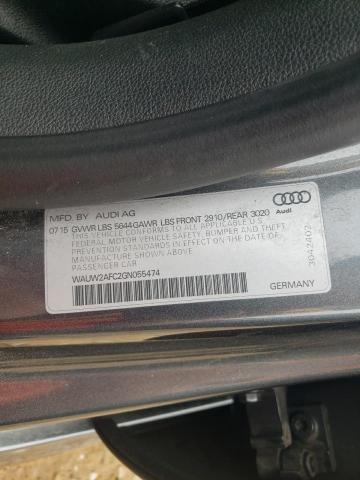 MFD. BY AUDI AG
0715 GVWR LBS 5644 GAWR LBS FRONT 2910/REAR 3020
THIS VEHICLE CONFORMS TO ALL APPLICABLE U.S.
FEDERAL MOTOR VEHICLE SAFETY, BUMPER, AND THEFT
PREVENTION STANDARDS IN EFFECT ON THE DATE OF
MANUFACTURE SHOWN ABOVE
PASSENGER CAR
WAUW2AFC2GN055474
Audi
3042402
GERMANY